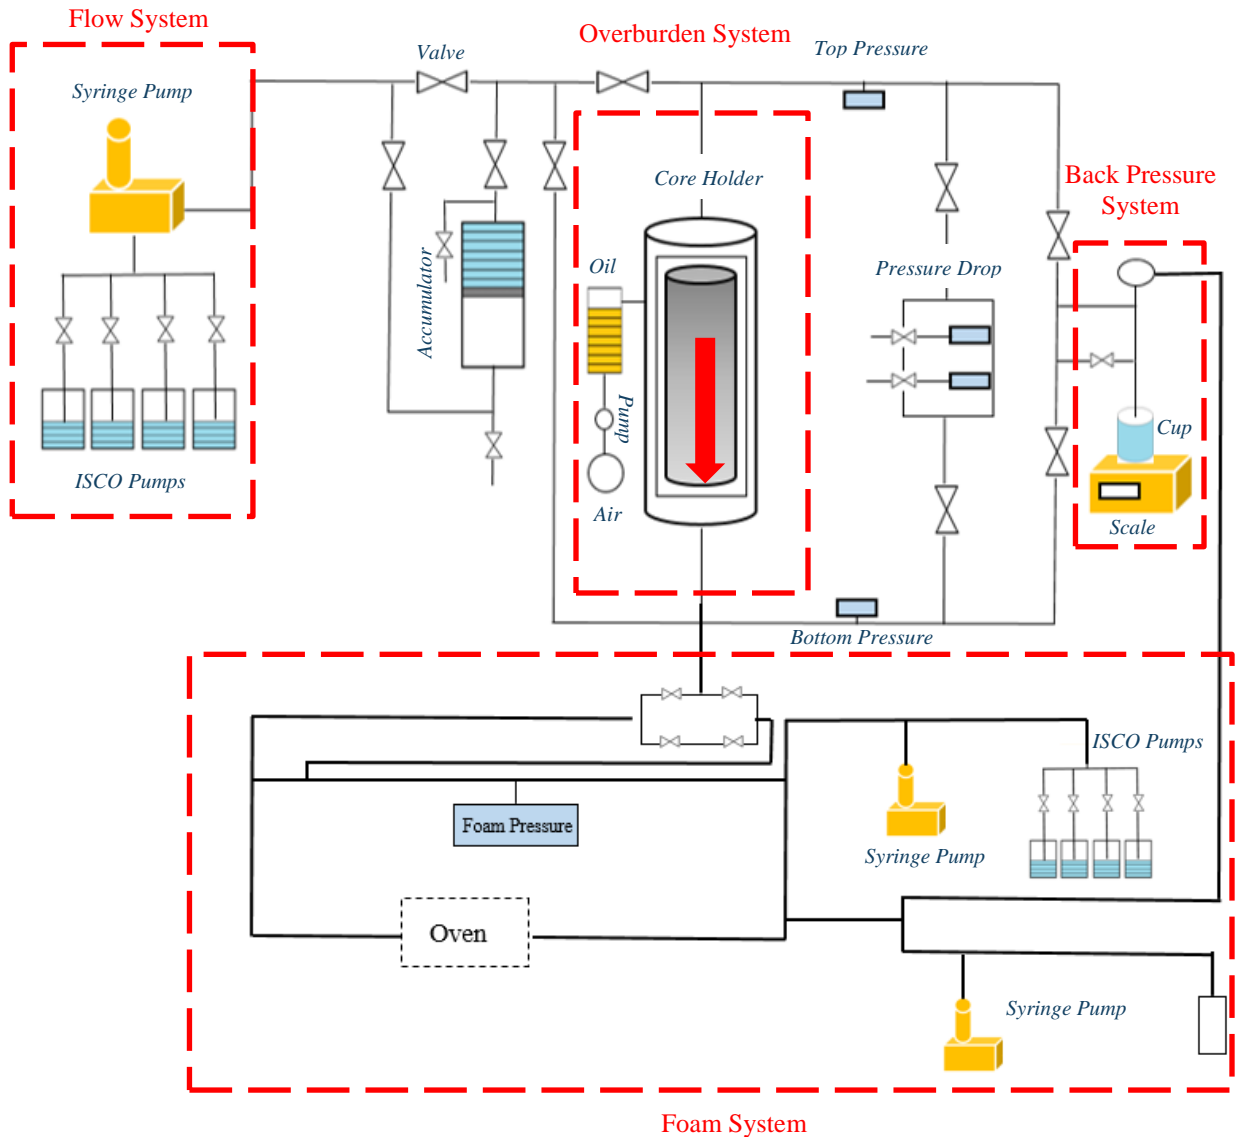 Flow System
Overburden System
Valve
Top Pressure
Syringe Pump
Core Holder
Back Pressure
System
Oil
Pressure Drop
Accumulator
Pump
Cup
ISCO Pumps
Air
Scale
Bottom Pressure
ISCO Pumps
Foam Pressure
Syringe Pump
Oven
Syringe Pump
Foam System